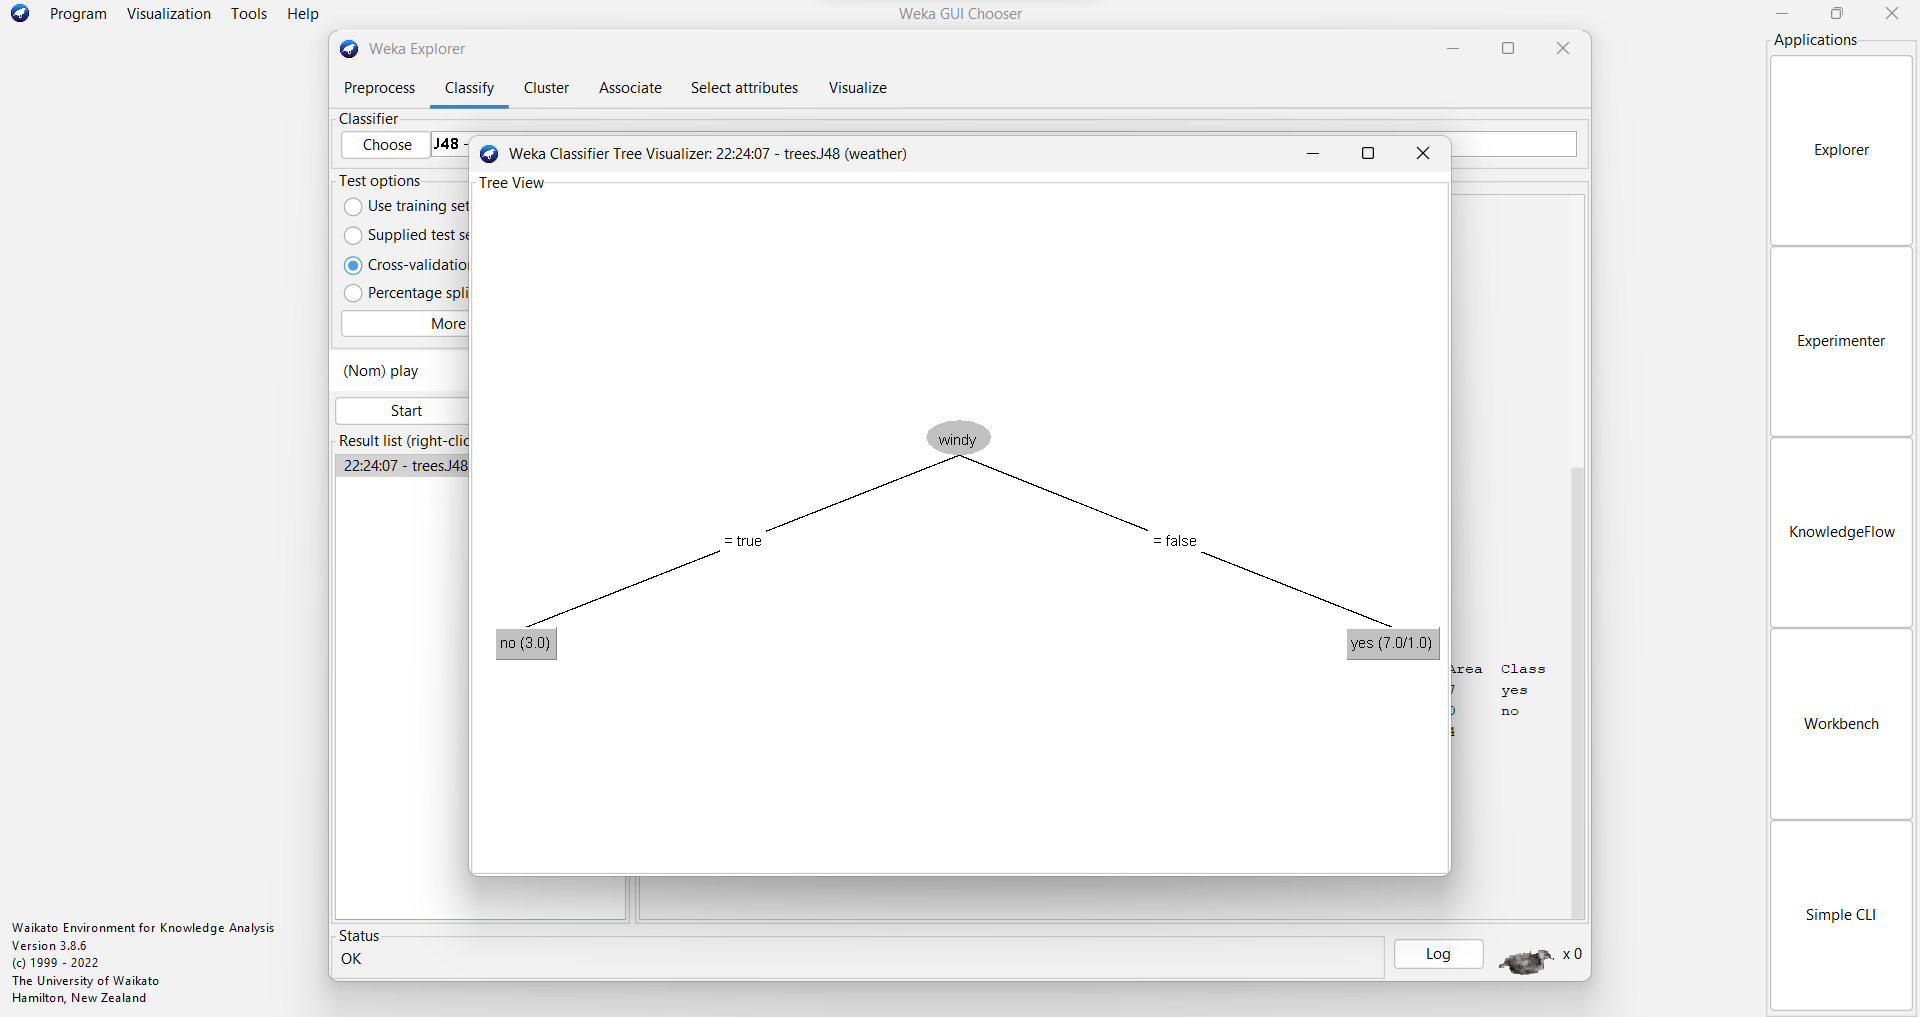 Program Visualization Tools Help
Weka GUI Chooser
Applications
Weka Explorer
Preprocess Classify Cluster Associate Select attributes Visualize
Classifier
Choose J48 -
Weka Classifier Tree Visualizer: 22:24:07 - trees.J48 (weather)
Tree View
Test options
Use training set
Supplied test se
Cross-validation
Percentage spli
More
(Nom) play
Start
Result list (right-clic
22:24:07 - trees.J48
windy
= true = false
no (3.0) yes (7.0/1.0)
Area Class
yes
no
Status
OK
Log
x 0
Explorer
Experimenter
KnowledgeFlow
Workbench
Simple CLI
Waikato Environment for Knowledge Analysis
Version 3.8.6
(c) 1999 - 2022
The University of Waikato
Hamilton, New Zealand